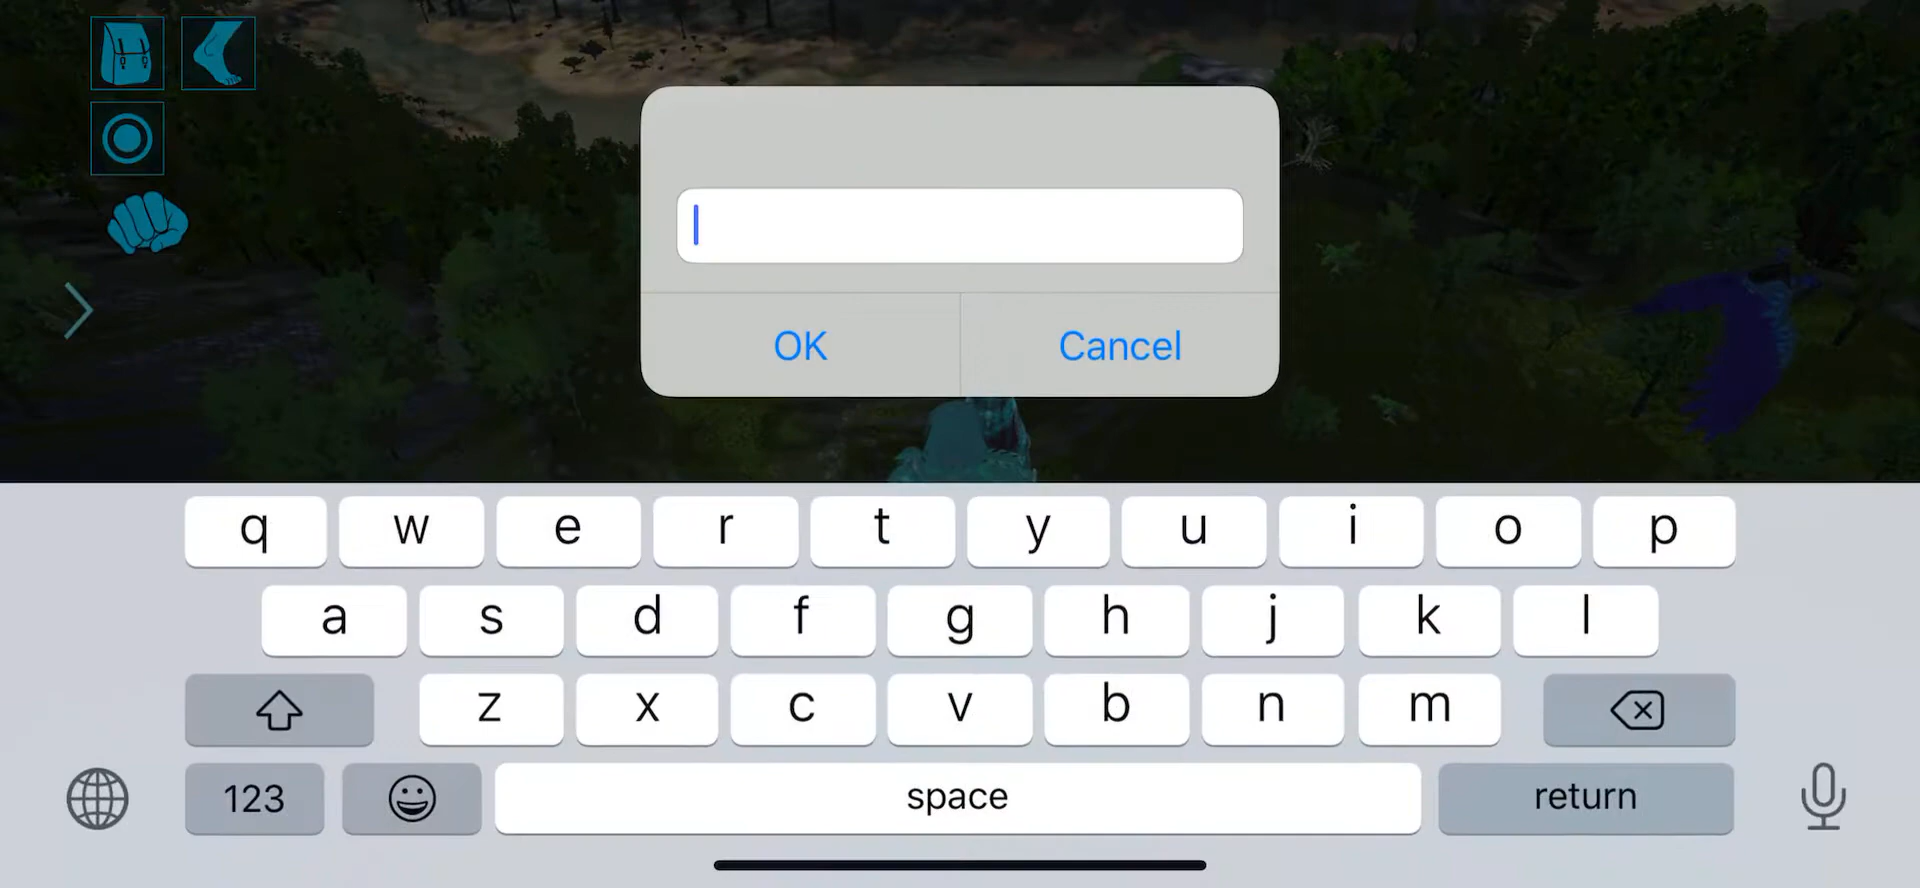 OK Cancel
q w e r t y u i o p
a s d f g h j k l
z x c v b n m
123 space return